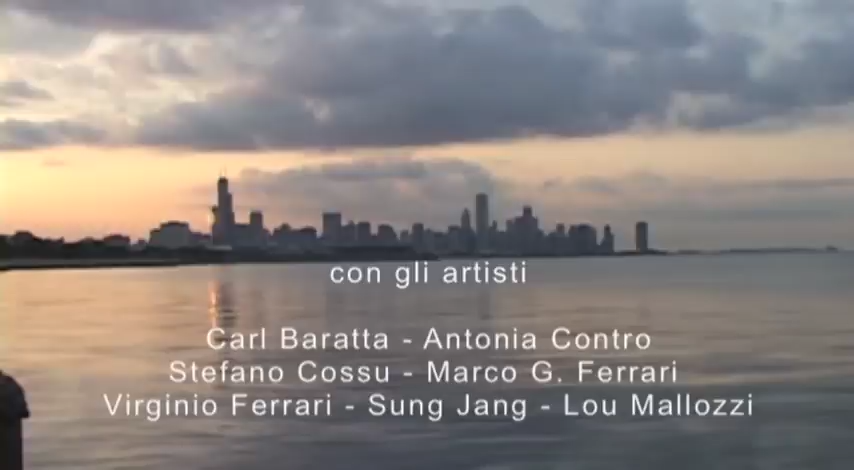 con gli artisti
Carl Baratta - Antonia Contro
Stefano Cossu - Marco G. Ferrari
Virginio Ferrari - Sung Jang - Lou Mallozzi